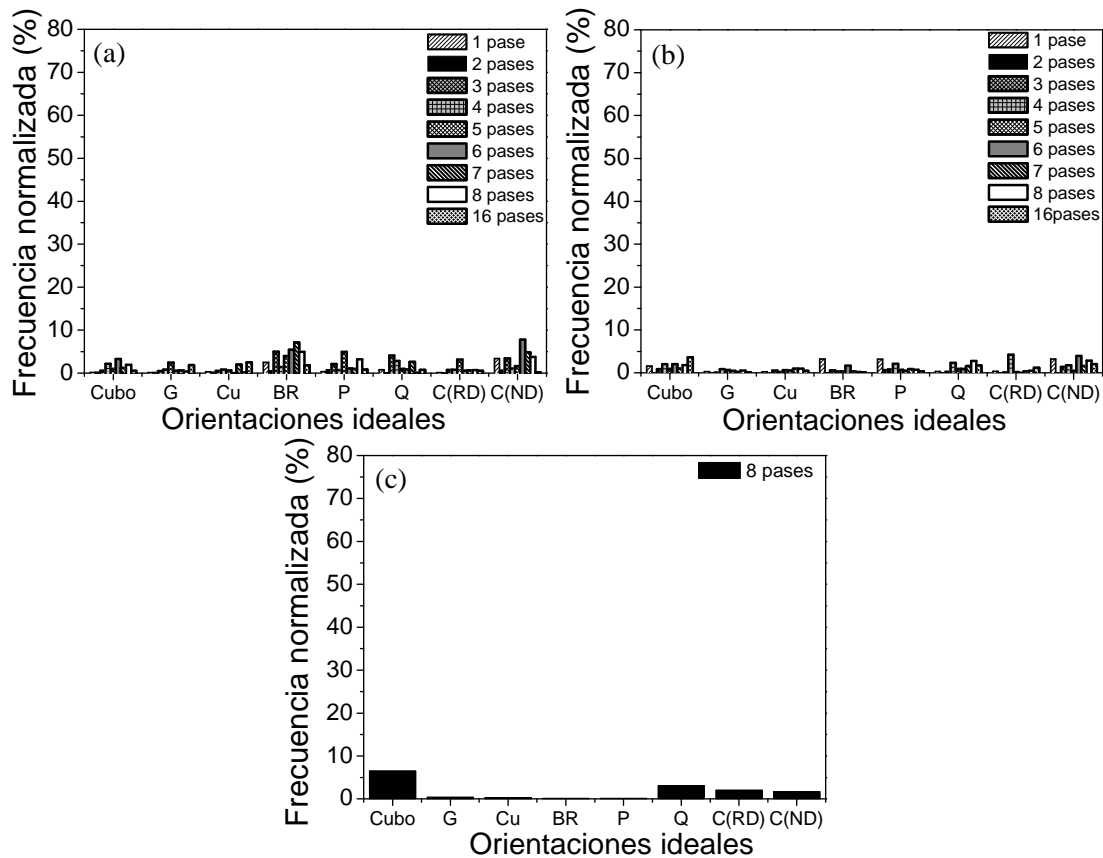 (a)
Frecuencia normalizada (%)
80
70
60
50
40
30
20
10
0
1 pase
2 pases
3 pases
4 pases
5 pases
6 pases
7 pases
8 pases
16 pases
Cubo G Cu BR P Q C(RD) C(ND)
Orientaciones ideales
(b)
Frecuencia normalizada (%)
80
70
60
50
40
30
20
10
0
1 pase
2 pases
3 pases
4 pases
5 pases
6 pases
7 pases
8 pases
16pases
Cubo G Cu BR P Q C(RD) C(ND)
Orientaciones ideales
(c)
Frecuencia normalizada (%)
80
70
60
50
40
30
20
10
0
8 pases
Cubo G Cu BR P Q C(RD) C(ND)
Orientaciones ideales